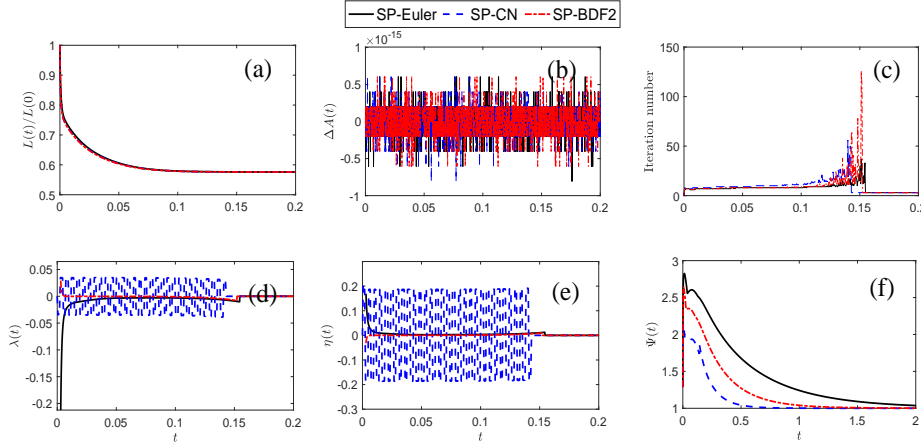 SP-Euler SP-CN SP-BDF2
×10⁻¹⁵
(a) (b) (c)
L(t)/L(0)
1
0.9
0.8
0.7
0.6
0.5
0 0.05 0.1 0.15 0.2
ΔA(t)
1
0.5
0
-0.5
-1
0 0.05 0.1 0.15 0.2
Iteration number
150
100
50
0
0 0.05 0.1 0.15 0.2
(d) (e) (f)
λ(t)
0.05
0
-0.05
-0.1
-0.15
-0.2
0 0.05 0.1 0.15 0.2
t
η(t)
0.2
0.1
0
-0.1
-0.2
-0.3
0 0.05 0.1 0.15 0.2
t
Ψ(t)
3
2.5
2
1.5
1
0 0.5 1 1.5 2
t